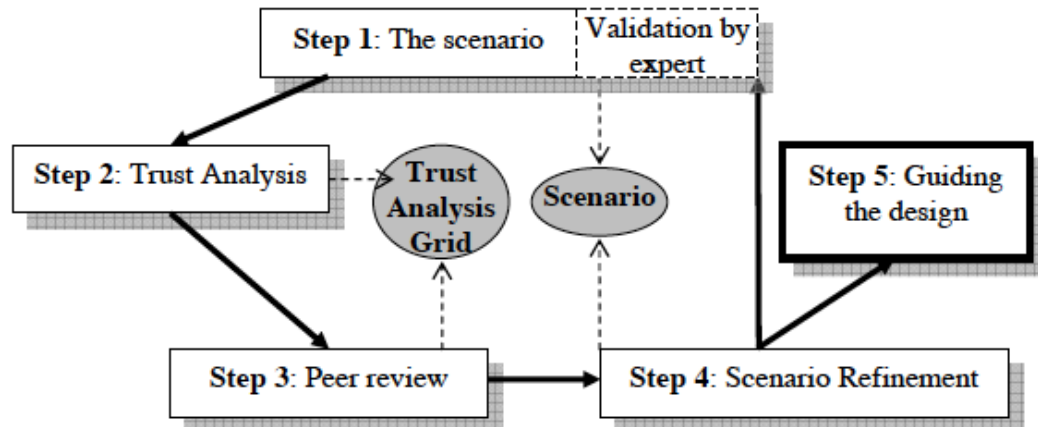 Step 1: The scenario
Validation by
expert
Step 2: Trust Analysis
Trust
Analysis
Grid
Scenario
Step 5: Guiding
the design
Step 3: Peer review
Step 4: Scenario Refinement